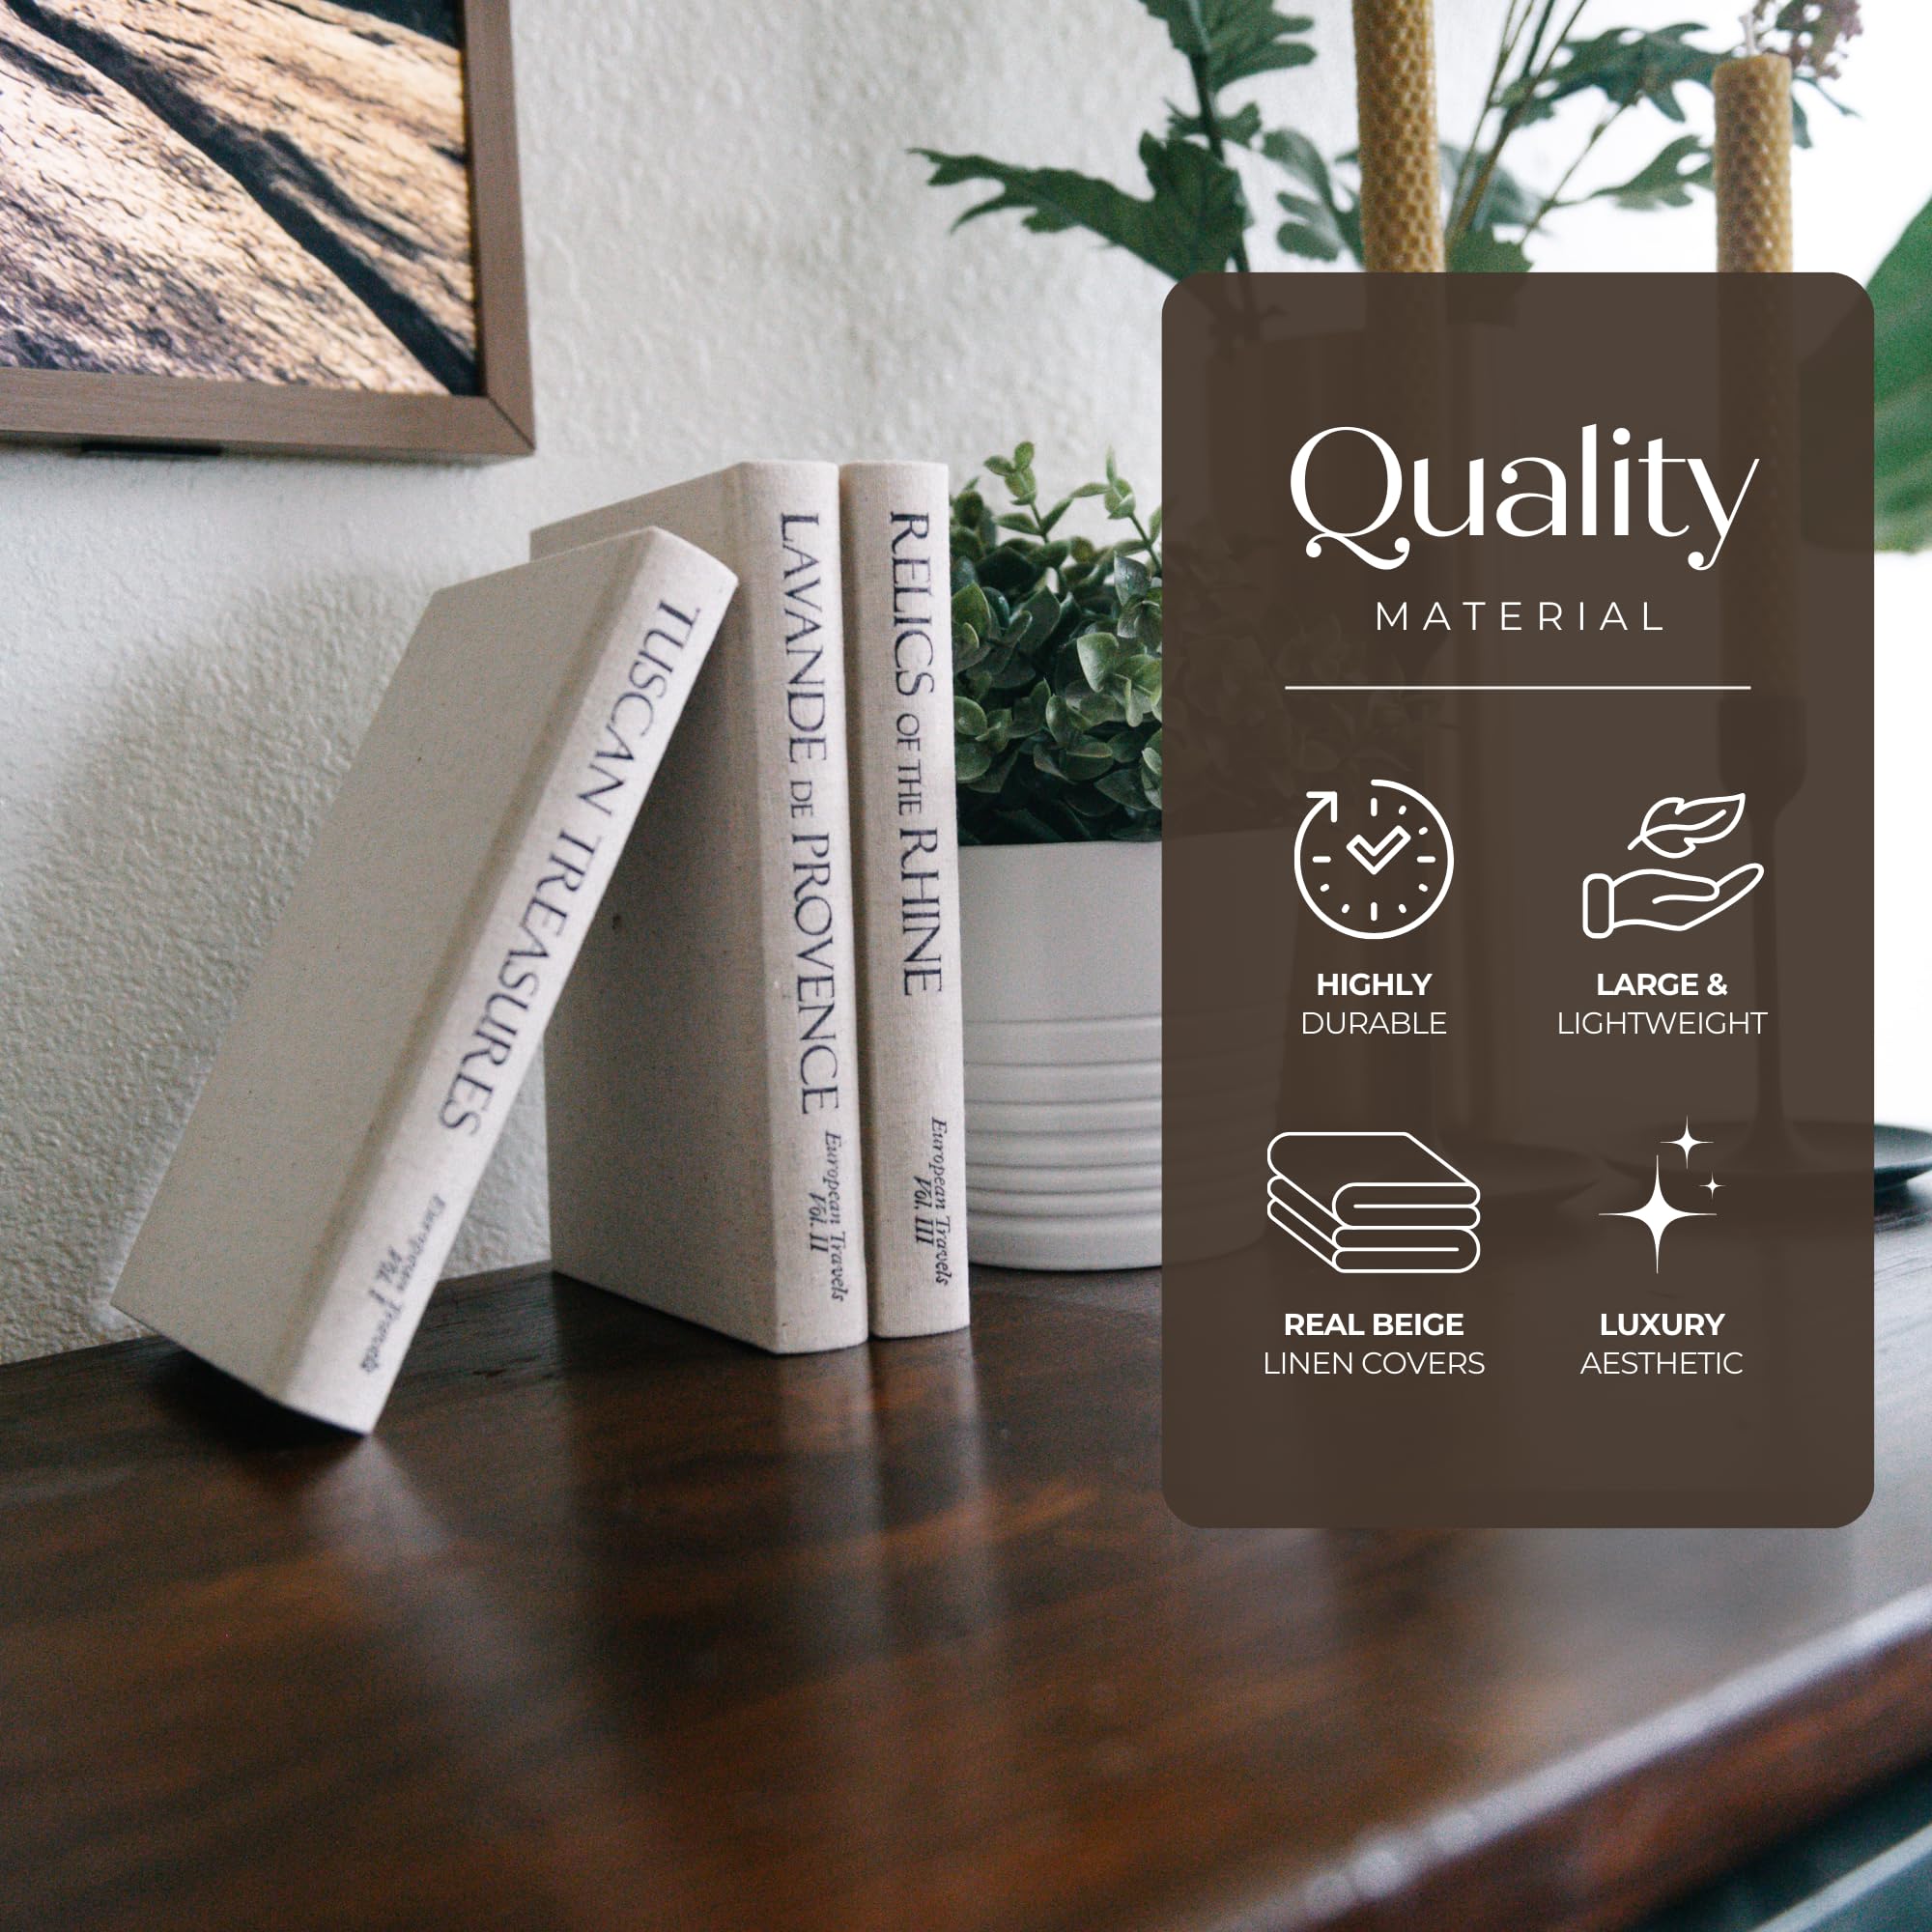 TUSCAN TREASURES
European Travels
Vol. I
LAVANDE DE PROVENCE
European Travels
Vol. II
RELICS OF THE RHINE
European Travels
Vol. III
Quality
MATERIAL
HIGHLY
DURABLE
LARGE &
LIGHTWEIGHT
REAL BEIGE
LINEN COVERS
LUXURY
AESTHETIC